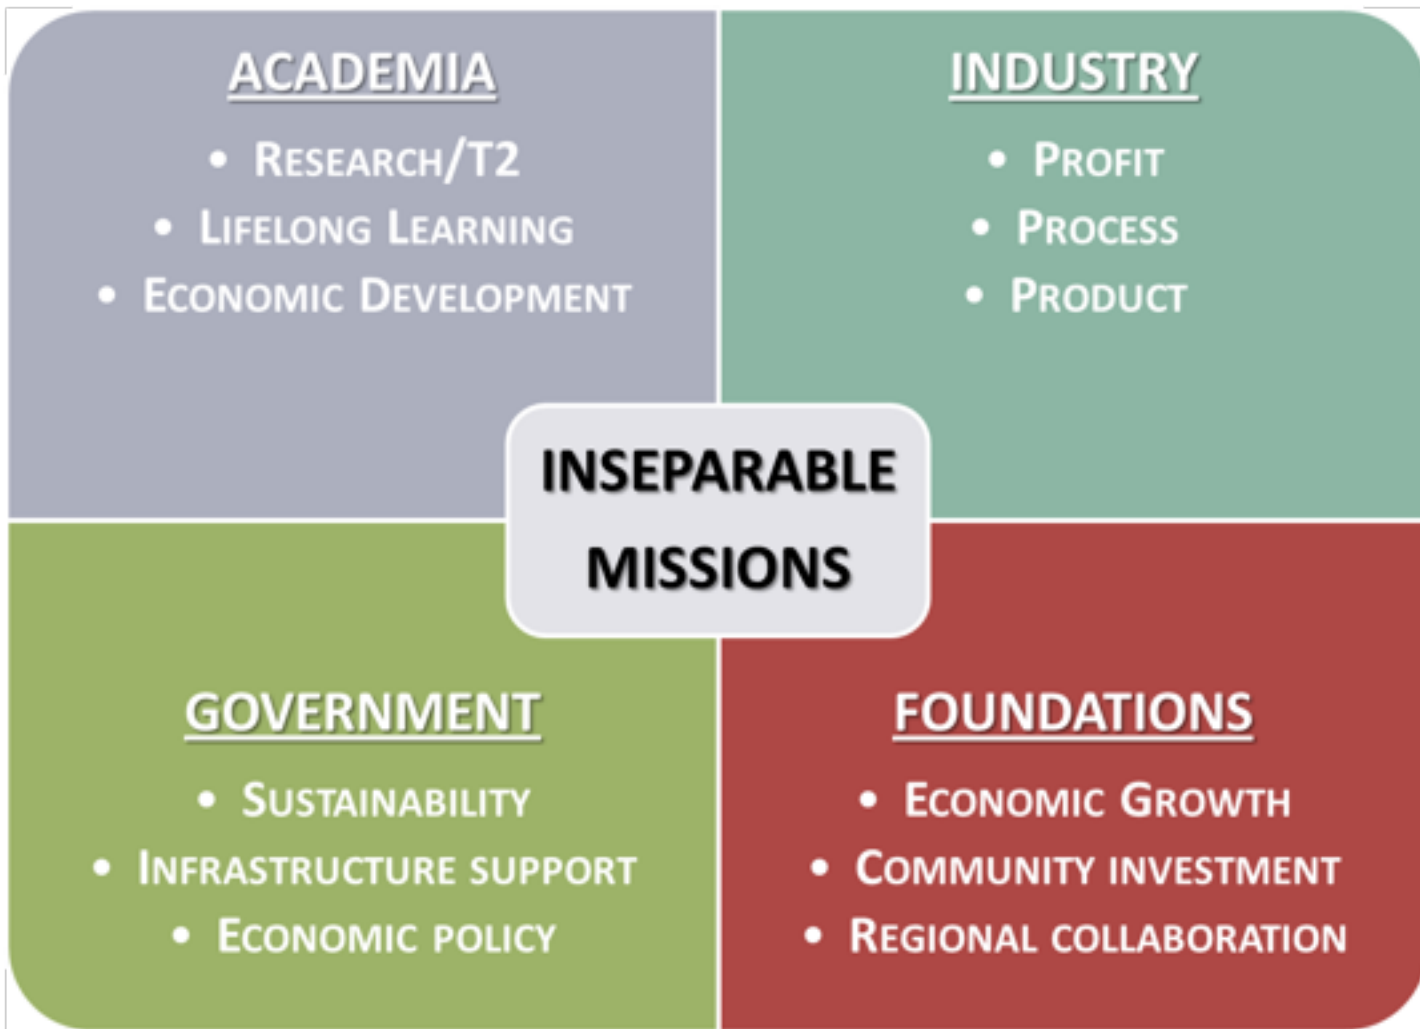 ACADEMIA
• RESEARCH/T2
• LIFELONG LEARNING
• ECONOMIC DEVELOPMENT
INDUSTRY
• PROFIT
• PROCESS
• PRODUCT
INSEPARABLE
MISSIONS
GOVERNMENT
• SUSTAINABILITY
• INFRASTRUCTURE SUPPORT
• ECONOMIC POLICY
FOUNDATIONS
• ECONOMIC GROWTH
• COMMUNITY INVESTMENT
• REGIONAL COLLABORATION